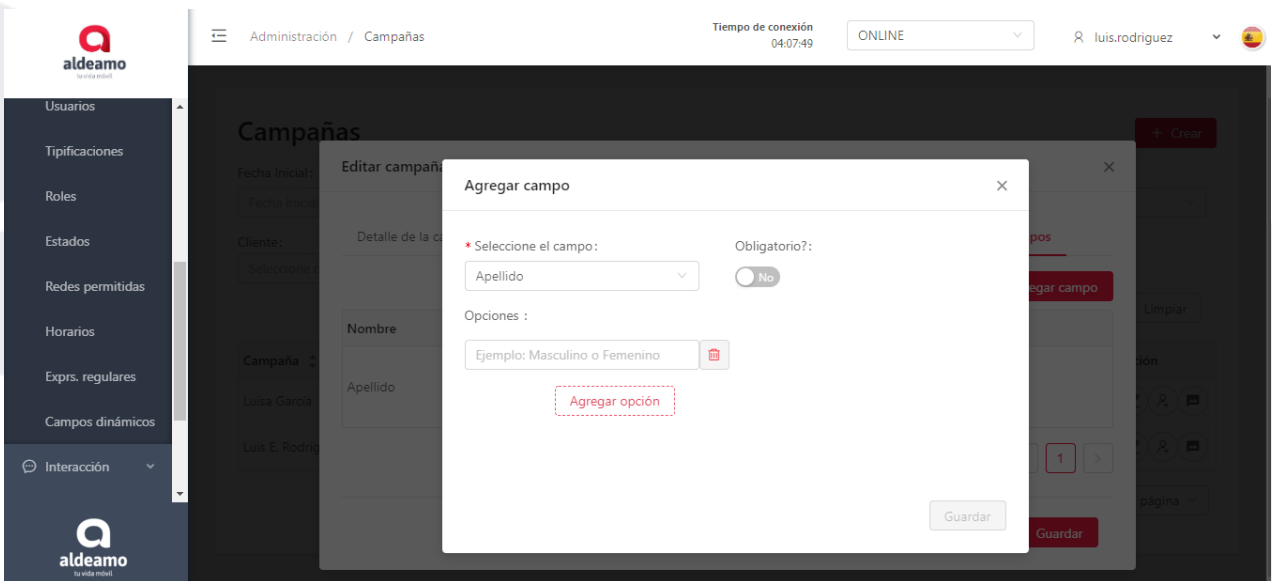 aldeamo
tu vida móvil
Administración / Campañas
Tiempo de conexión
04:07:49
ONLINE
luis.rodriguez
Usuarios
Tipificaciones
Roles
Estados
Redes permitidas
Horarios
Exprs. regulares
Campos dinámicos
Interacción
aldeamo
tu vida móvil
Campañas
+ Crear
Fecha Inicial:
Fecha Inicial
Cliente:
Limpiar
Campaña
Luisa García
Luis E. Rodríg
página
Editar campaña
Detalle de la ca
pos
egar campo
Nombre
Apellido
1
Guardar
Agregar campo
* Seleccione el campo:
Obligatorio?:
Apellido
No
Opciones :
Ejemplo: Masculino o Femenino
Agregar opción
Guardar